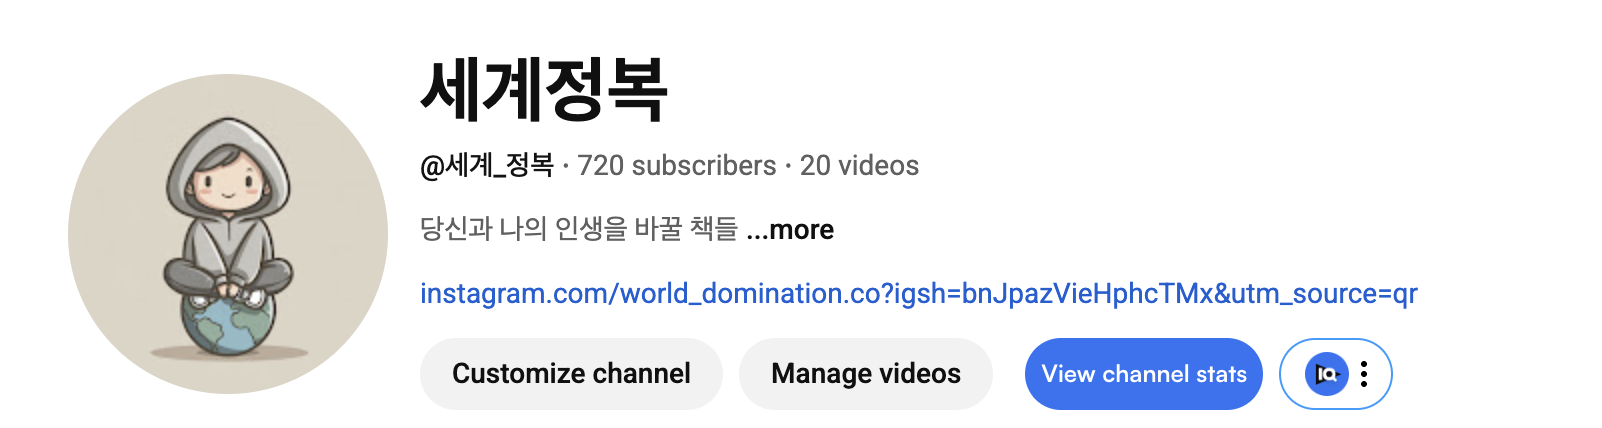 세계정복
@세계_정복 · 720 subscribers · 20 videos
당신과 나의 인생을 바꿀 책들 ...more
instagram.com/world_domination.co?igsh=bnJpazVieHphcTMx&utm_source=qr
Customize channel Manage videos View channel stats IQ